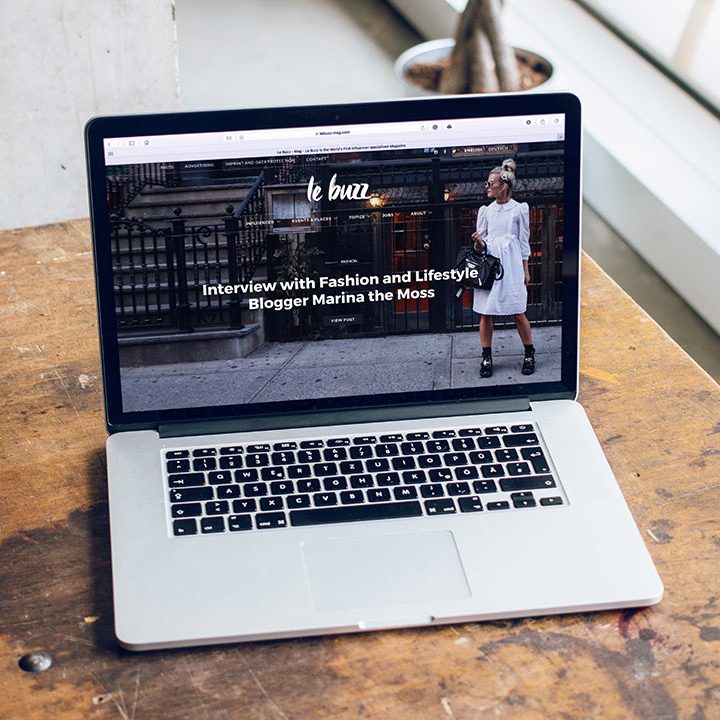 lebuzz-mag.com
Le Buzz - Mag - Le Buzz is the World's First influencer-specialized Magazine
ADVERTISING IMPRINT AND DATA PROTECTION CONTACT
ENGLISH DEUTSCH
le buzz
INFLUENCES EVENTS & PLACES TOPICS JOBS ABOUT
FASHION
Interview with Fashion and Lifestyle
Blogger Marina the Moss
VIEW POST